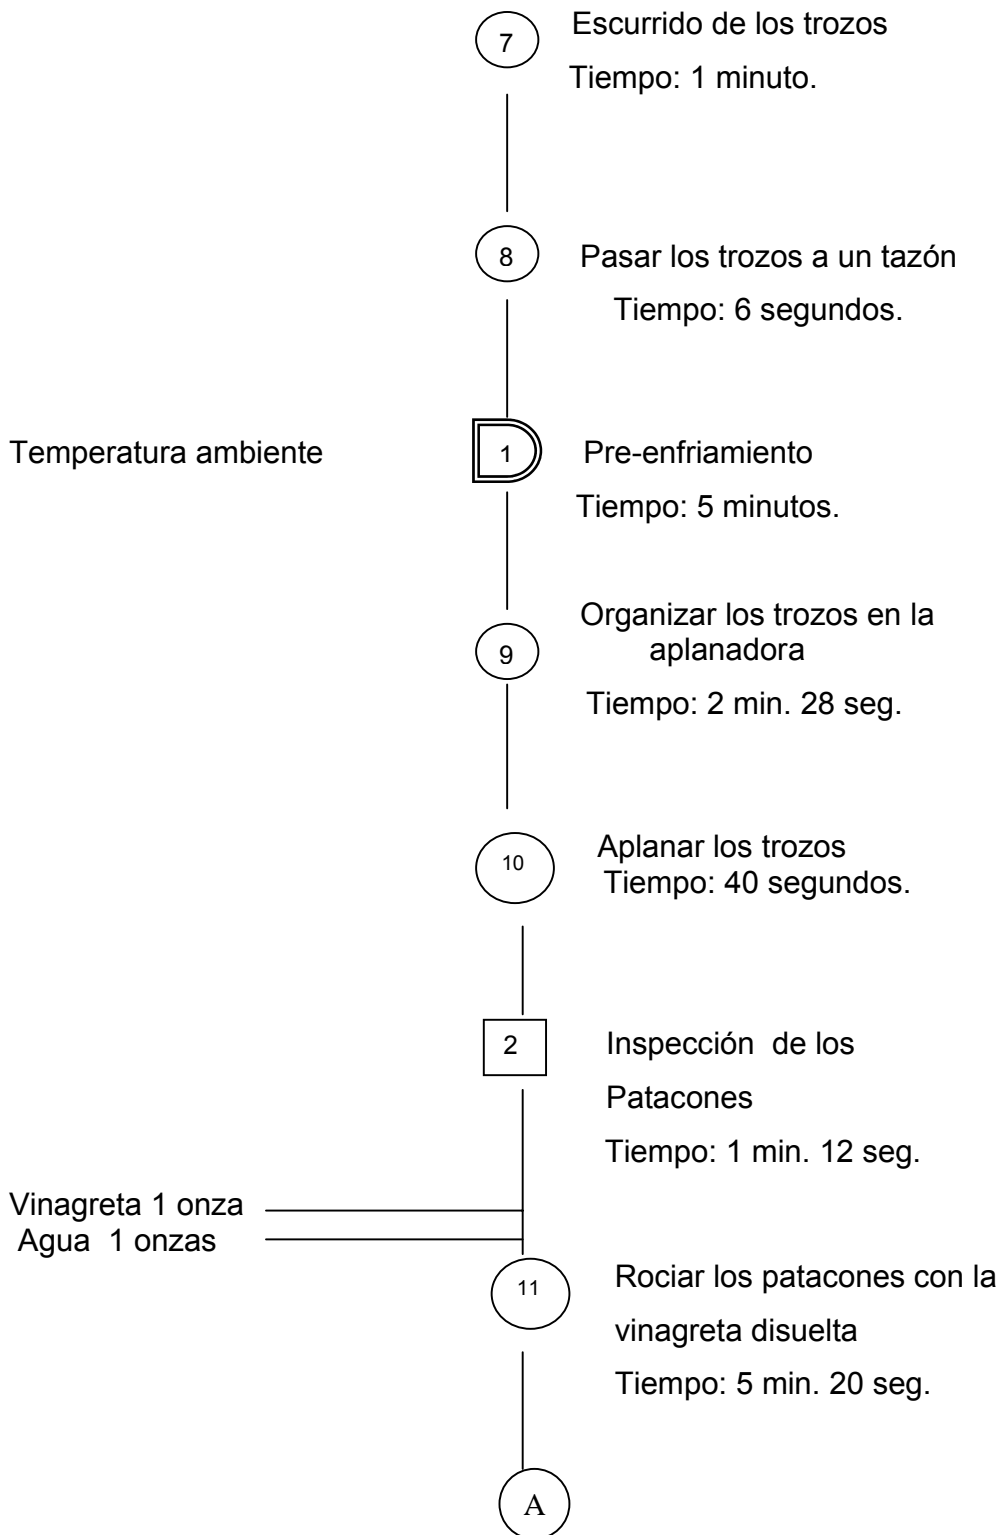 7
Escurrido de los trozos
Tiempo: 1 minuto.
8
Pasar los trozos a un tazón
Tiempo: 6 segundos.
Temperatura ambiente
1
Pre-enfriamiento
Tiempo: 5 minutos.
9
Organizar los trozos en la
aplanadora
Tiempo: 2 min. 28 seg.
10
Aplanar los trozos
Tiempo: 40 segundos.
2
Inspección de los
Patacones
Tiempo: 1 min. 12 seg.
Vinagreta 1 onza
Agua 1 onzas
11
Rociar los patacones con la
vinagreta disuelta
Tiempo: 5 min. 20 seg.
A